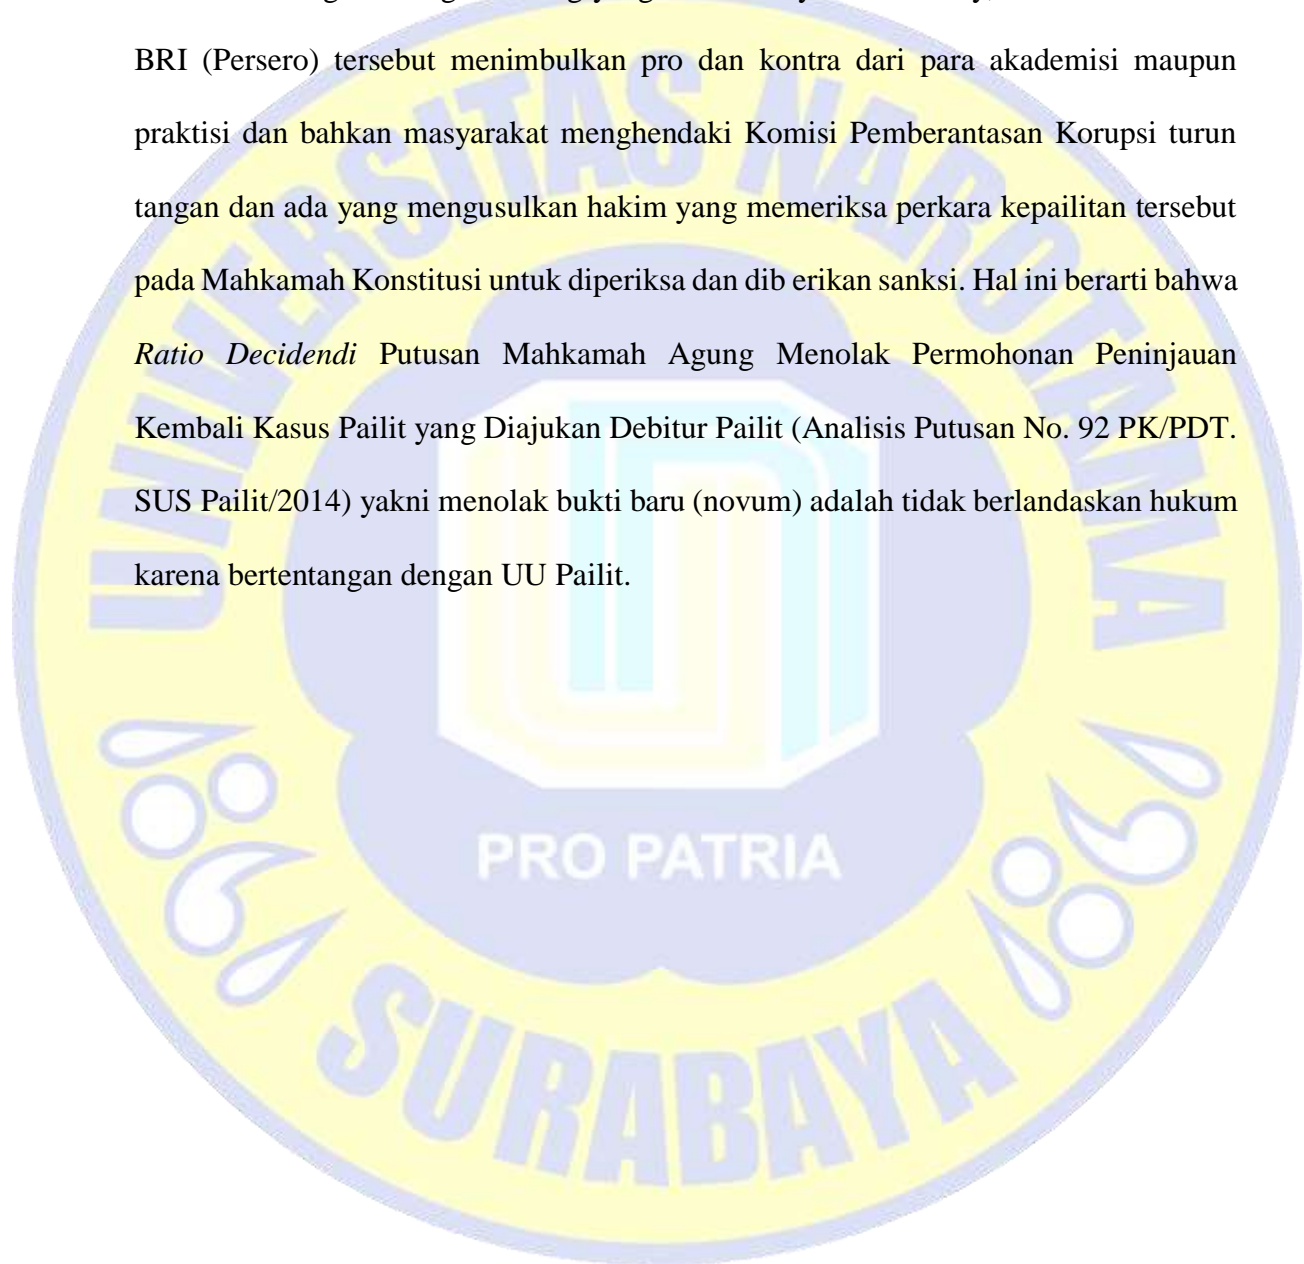 BRI (Persero) tersebut menimbulkan pro dan kontra dari para akademisi maupun
praktisi dan bahkan masyarakat menghendaki Komisi Pemberantasan Korupsi turun
tangan dan ada yang mengusulkan hakim yang memeriksa perkara kepailitan tersebut
pada Mahkamah Konstitusi untuk diperiksa dan dib erikan sanksi. Hal ini berarti bahwa
Ratio Decidendi Putusan Mahkamah Agung Menolak Permohonan Peninjauan
Kembali Kasus Pailit yang Diajukan Debitur Pailit (Analisis Putusan No. 92 PK/PDT.
SUS Pailit/2014) yakni menolak bukti baru (novum) adalah tidak berlandaskan hukum
karena bertentangan dengan UU Pailit.
UNIVERSITAS NAROTAMA
PRO PATRIA
SURABAYA